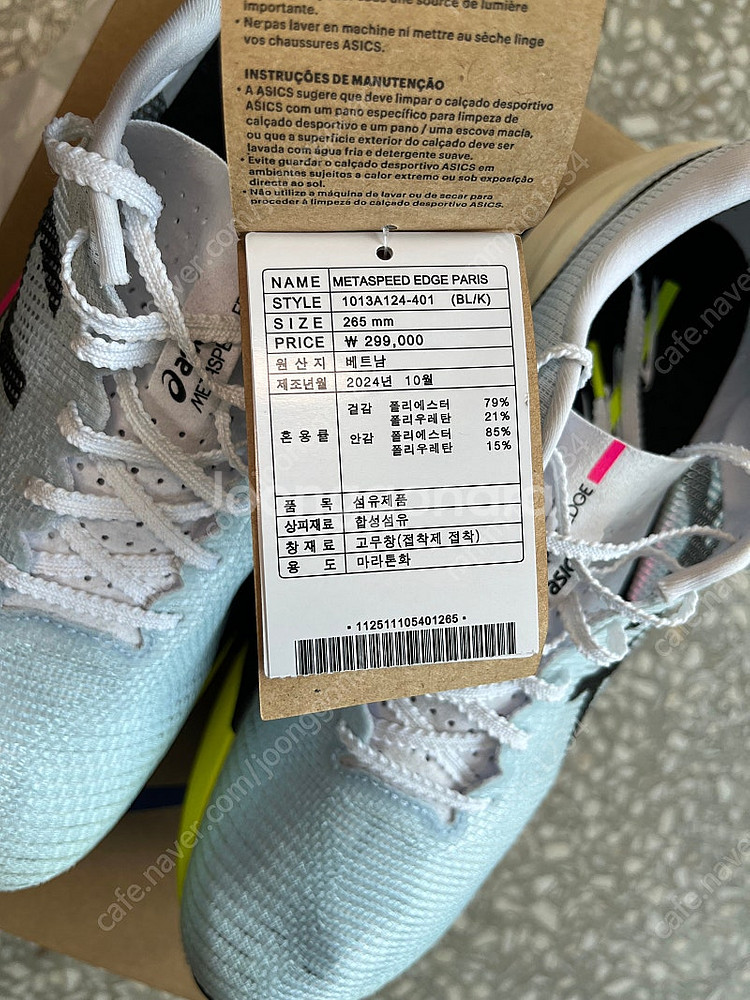 importante.
• Ne pas laver en machine ni mettre au sèche linge
vos chaussures ASICS.
INSTRUÇÕES DE MANUTENÇÃO
• A ASICS sugere que deve limpar o calçado desportivo
ASICS com um pano específico para limpeza de
calçado desportivo e um pano / uma escova macia,
ou que a superfície exterior do calçado deve ser
lavada com água fria e detergente suave.
• Evite guardar o calçado desportivo ASICS em
ambientes sujeitos a calor extremo ou sob exposição
directa ao sol.
• Não utilize a máquina de lavar ou de secar para
proceder à limpeza do calçado desportivo ASICS.
NAME METASPEED EDGE PARIS
STYLE 1013A124-401 (BL/K)
SIZE 265 mm
PRICE ₩ 299,000
원산지 베트남
제조년월 2024년 10월
혼용률 겉감 폴리에스터 79%
폴리우레탄 21%
안감 폴리에스터 85%
폴리우레탄 15%
품목 섬유제품
상피재료 합성섬유
창재료 고무창(접착제 접착)
용도 마라톤화
• 112511105401265 •
EDGE
asics
cafe.naver.com/joongg
cafe.naver